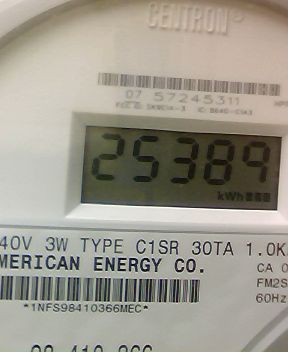 CENTRON®
07 57245311
25389
kWh
40V 3W TYPE C1SR 30TA 1.0K
MERICAN ENERGY CO.
CA 0
FM2S
60Hz
*1NFS98410366MEC*